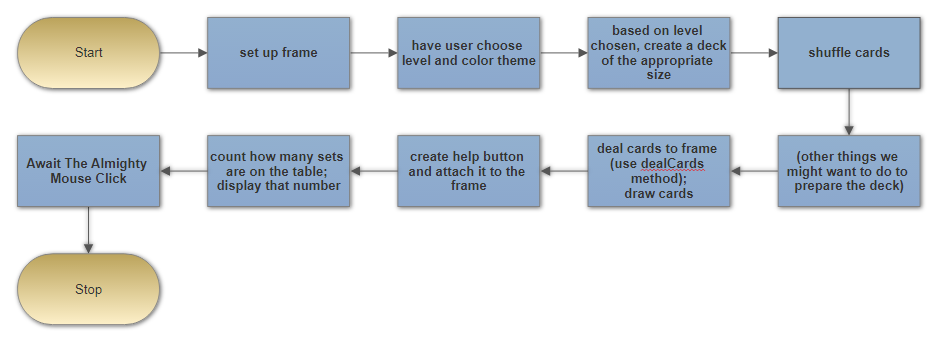 Start
set up frame
have user choose
level and color theme
based on level
chosen, create a deck
of the appropriate
size
shuffle cards
(other things we
might want to do to
prepare the deck)
deal cards to frame
(use dealCards
method);
draw cards
create help button
and attach it to the
frame
count how many sets
are on the table;
display that number
Await The Almighty
Mouse Click
Stop